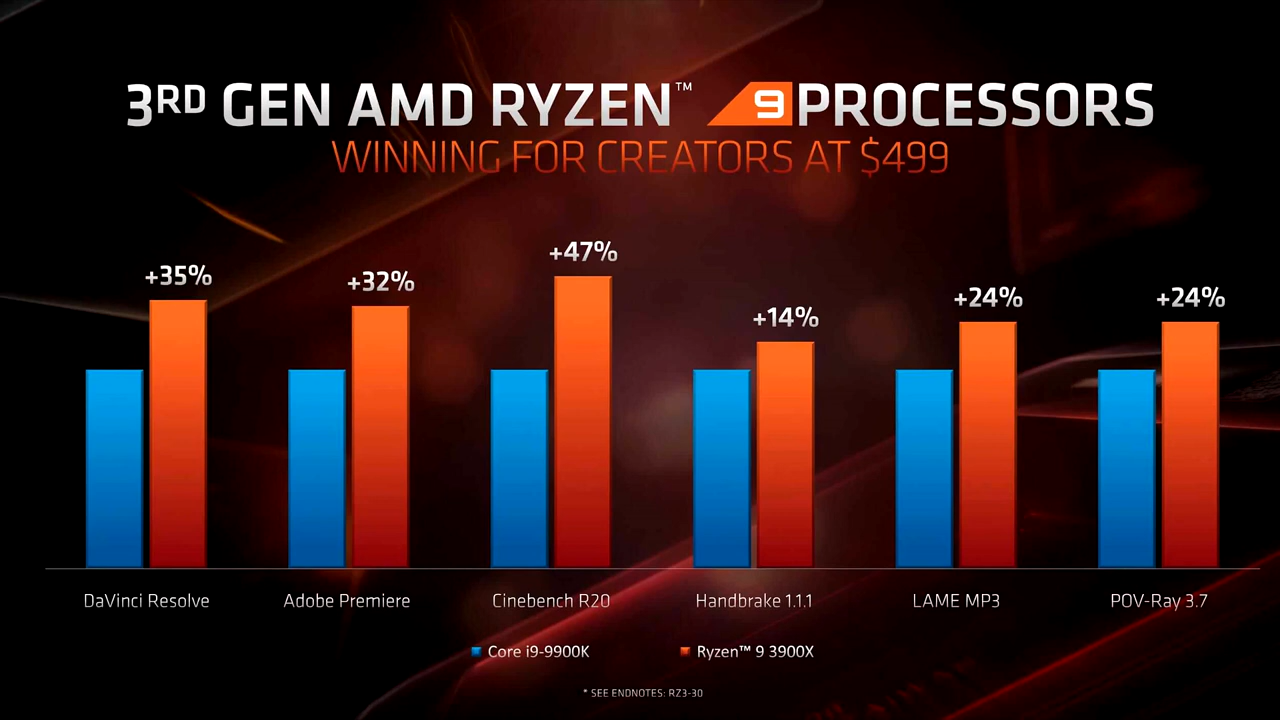 3RD GEN AMD RYZEN™ 9 PROCESSORS
WINNING FOR CREATORS AT $499
+35%
+32%
+47%
+14%
+24%
+24%
DaVinci Resolve
Adobe Premiere
Cinebench R20
Handbrake 1.1.1
LAME MP3
POV-Ray 3.7
Core i9-9900K
Ryzen™ 9 3900X
* SEE ENDNOTES: RZ3-30